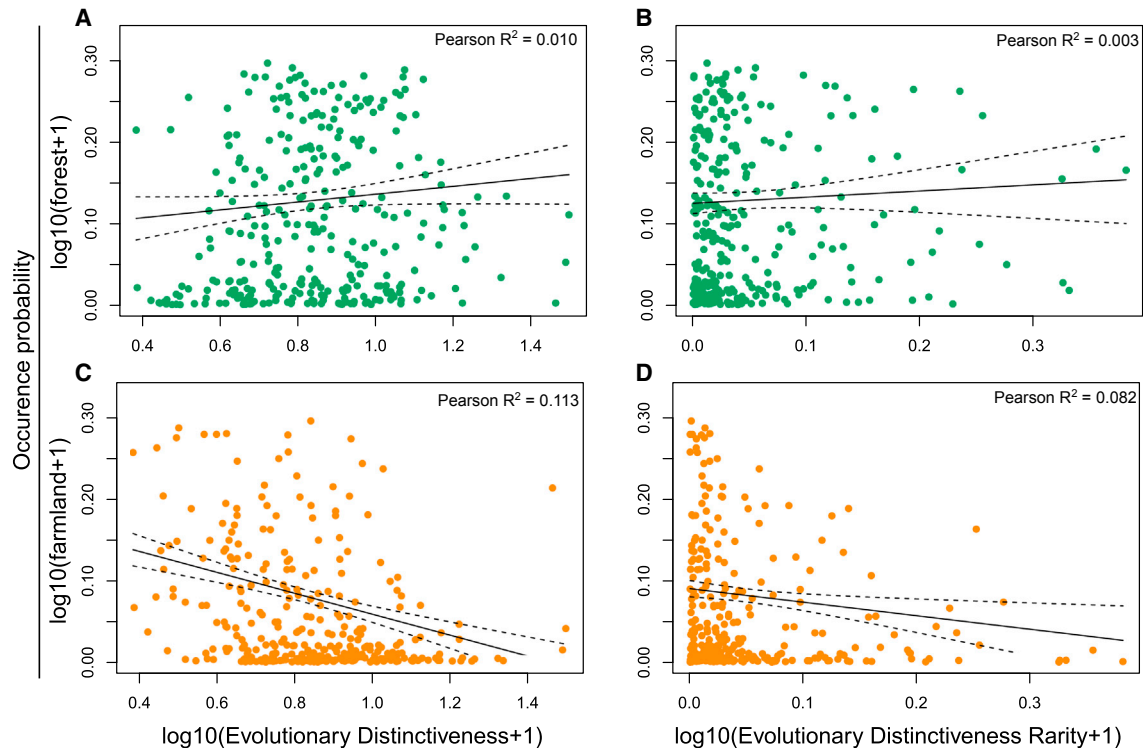 A
B
Pearson R² = 0.010
Pearson R² = 0.003
log10(forest+1)
0.30
0.20
0.10
0.00
0.30
0.20
0.10
0.00
0.4 0.6 0.8 1.0 1.2 1.4
0.0 0.1 0.2 0.3
Occurence probability
C
D
Pearson R² = 0.113
Pearson R² = 0.082
log10(farmland+1)
0.30
0.20
0.10
0.00
0.30
0.20
0.10
0.00
0.4 0.6 0.8 1.0 1.2 1.4
0.0 0.1 0.2 0.3
log10(Evolutionary Distinctiveness+1)
log10(Evolutionary Distinctiveness Rarity+1)